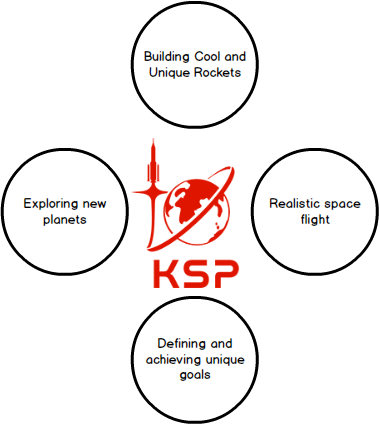 Building Cool and
Unique Rockets
Exploring new
planets
Realistic space
flight
KSP
Defining and
achieving unique
goals